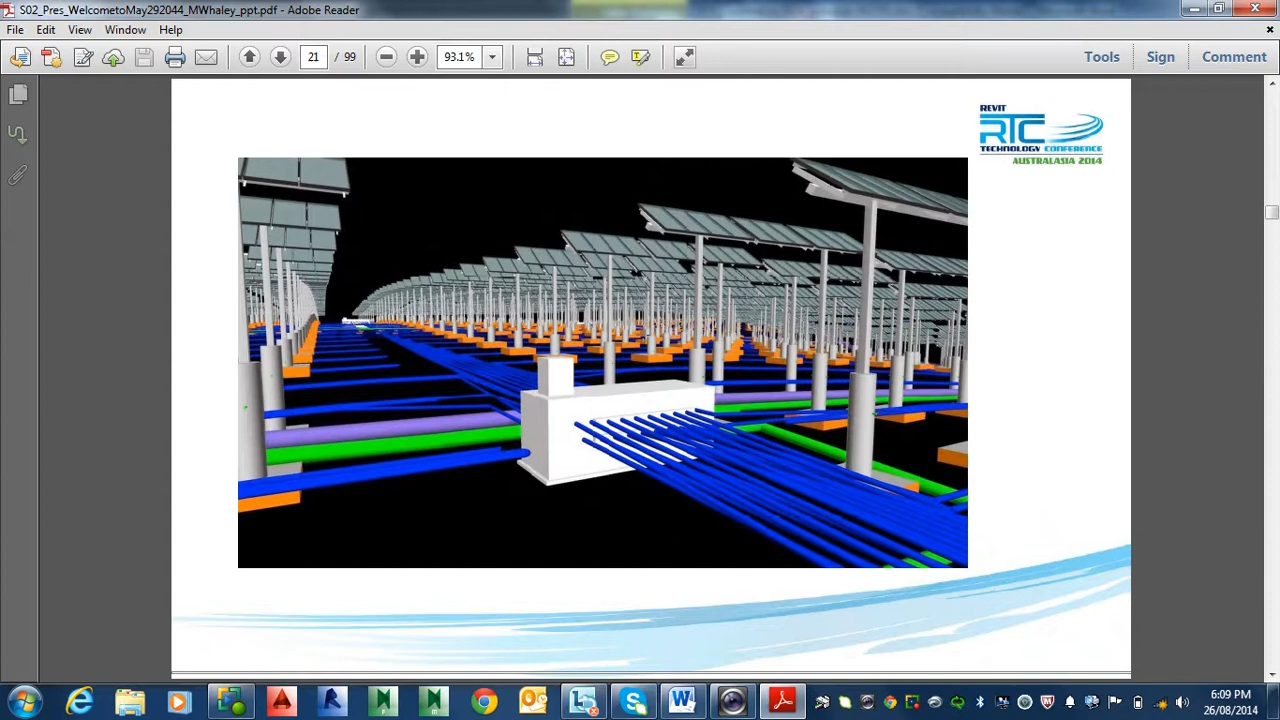 S02_Pres_WelcometoMay292044_MWhaley_ppt.pdf - Adobe Reader
File Edit View Window Help
21 / 99 93.1% Tools Sign Comment
REVIT
RTC
TECHNOLOGY CONFERENCE
AUSTRALASIA 2014
6:09 PM
26/08/2014